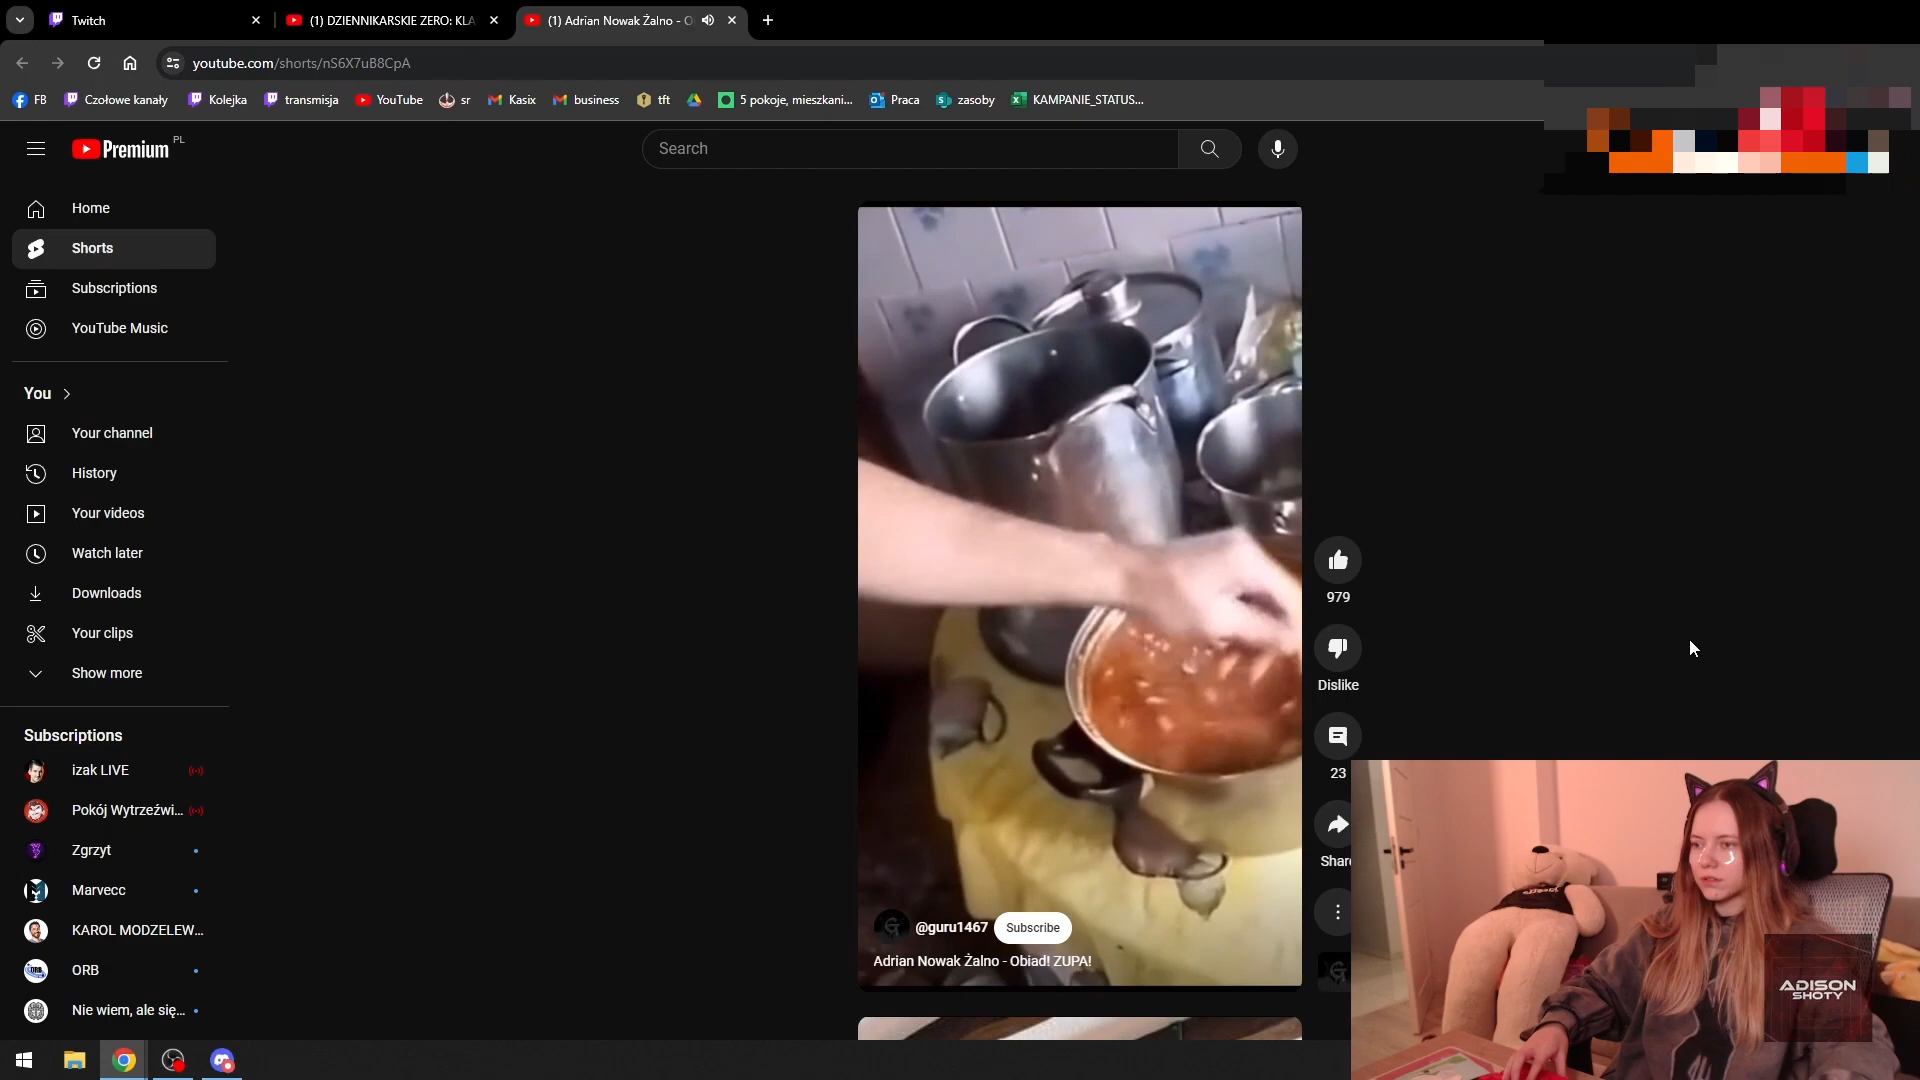 Twitch
(1) DZIENNIKARSKIE ZERO: KLA
(1) Adrian Nowak Żalno - O
youtube.com/shorts/nS6X7uB8CpA
FB
Czołowe kanały
Kolejka
transmisja
YouTube
sr
Kasix
business
tft
5 pokoje, mieszkani...
Praca
zasoby
KAMPANIE_STATUS...
Premium
PL
Search
Home
Shorts
Subscriptions
YouTube Music
You
Your channel
History
Your videos
Watch later
Downloads
Your clips
Show more
Subscriptions
izak LIVE
Pokój Wytrzeźwi...
Zgrzyt
Marvecc
KAROL MODZELEW...
ORB
Nie wiem, ale się...
979
Dislike
23
Share
@guru1467
Subscribe
Adrian Nowak Żalno - Obiad! ZUPA!
ADISON
SHOTY